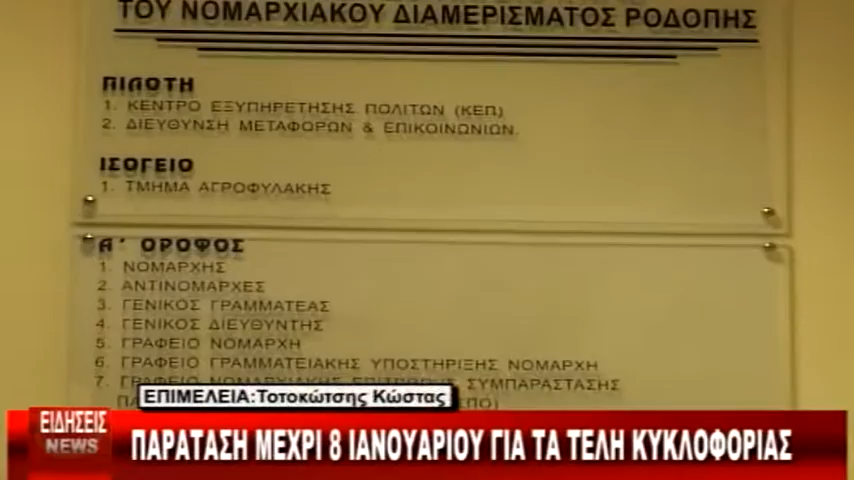 ΤΟΥ ΝΟΜΑΡΧΙΑΚΟΥ ΔΙΑΜΕΡΙΣΜΑΤΟΣ ΡΟΔΟΠΗΣ
ΠΙΛΟΤΗ
1. ΚΕΝΤΡΟ ΕΞΥΠΗΡΕΤΗΣΗΣ ΠΟΛΙΤΩΝ (ΚΕΠ)
2. ΔΙΕΥΘΥΝΣΗ ΜΕΤΑΦΟΡΩΝ & ΕΠΙΚΟΙΝΩΝΙΩΝ.
ΙΣΟΓΕΙΟ
1. ΤΜΗΜΑ ΑΓΡΟΦΥΛΑΚΗΣ
Α΄ ΟΡΟΦΟΣ
1. ΝΟΜΑΡΧΗΣ
2. ΑΝΤΙΝΟΜΑΡΧΕΣ
3. ΓΕΝΙΚΟΣ ΓΡΑΜΜΑΤΕΑΣ
4. ΓΕΝΙΚΟΣ ΔΙΕΥΘΥΝΤΗΣ
5. ΓΡΑΦΕΙΟ ΝΟΜΑΡΧΗ
6. ΓΡΑΦΕΙΟ ΓΡΑΜΜΑΤΕΙΑΚΗΣ ΥΠΟΣΤΗΡΙΞΗΣ ΝΟΜΑΡΧΗ
7. ΓΡΑΦΕΙΟ ΝΟΜΑΡΧΙΑΚΗΣ ΕΠΙΤΡΟΠΗΣ ΣΥΜΠΑΡΑΣΤΑΣΗΣ
ΕΠΙΜΕΛΕΙΑ:Τοτοκώτσης Κώστας
ΕΙΔΗΣΕΙΣ
NEWS
ΠΑΡΑΤΑΣΗ ΜΕΧΡΙ 8 ΙΑΝΟΥΑΡΙΟΥ ΓΙΑ ΤΑ ΤΕΛΗ ΚΥΚΛΟΦΟΡΙΑΣ